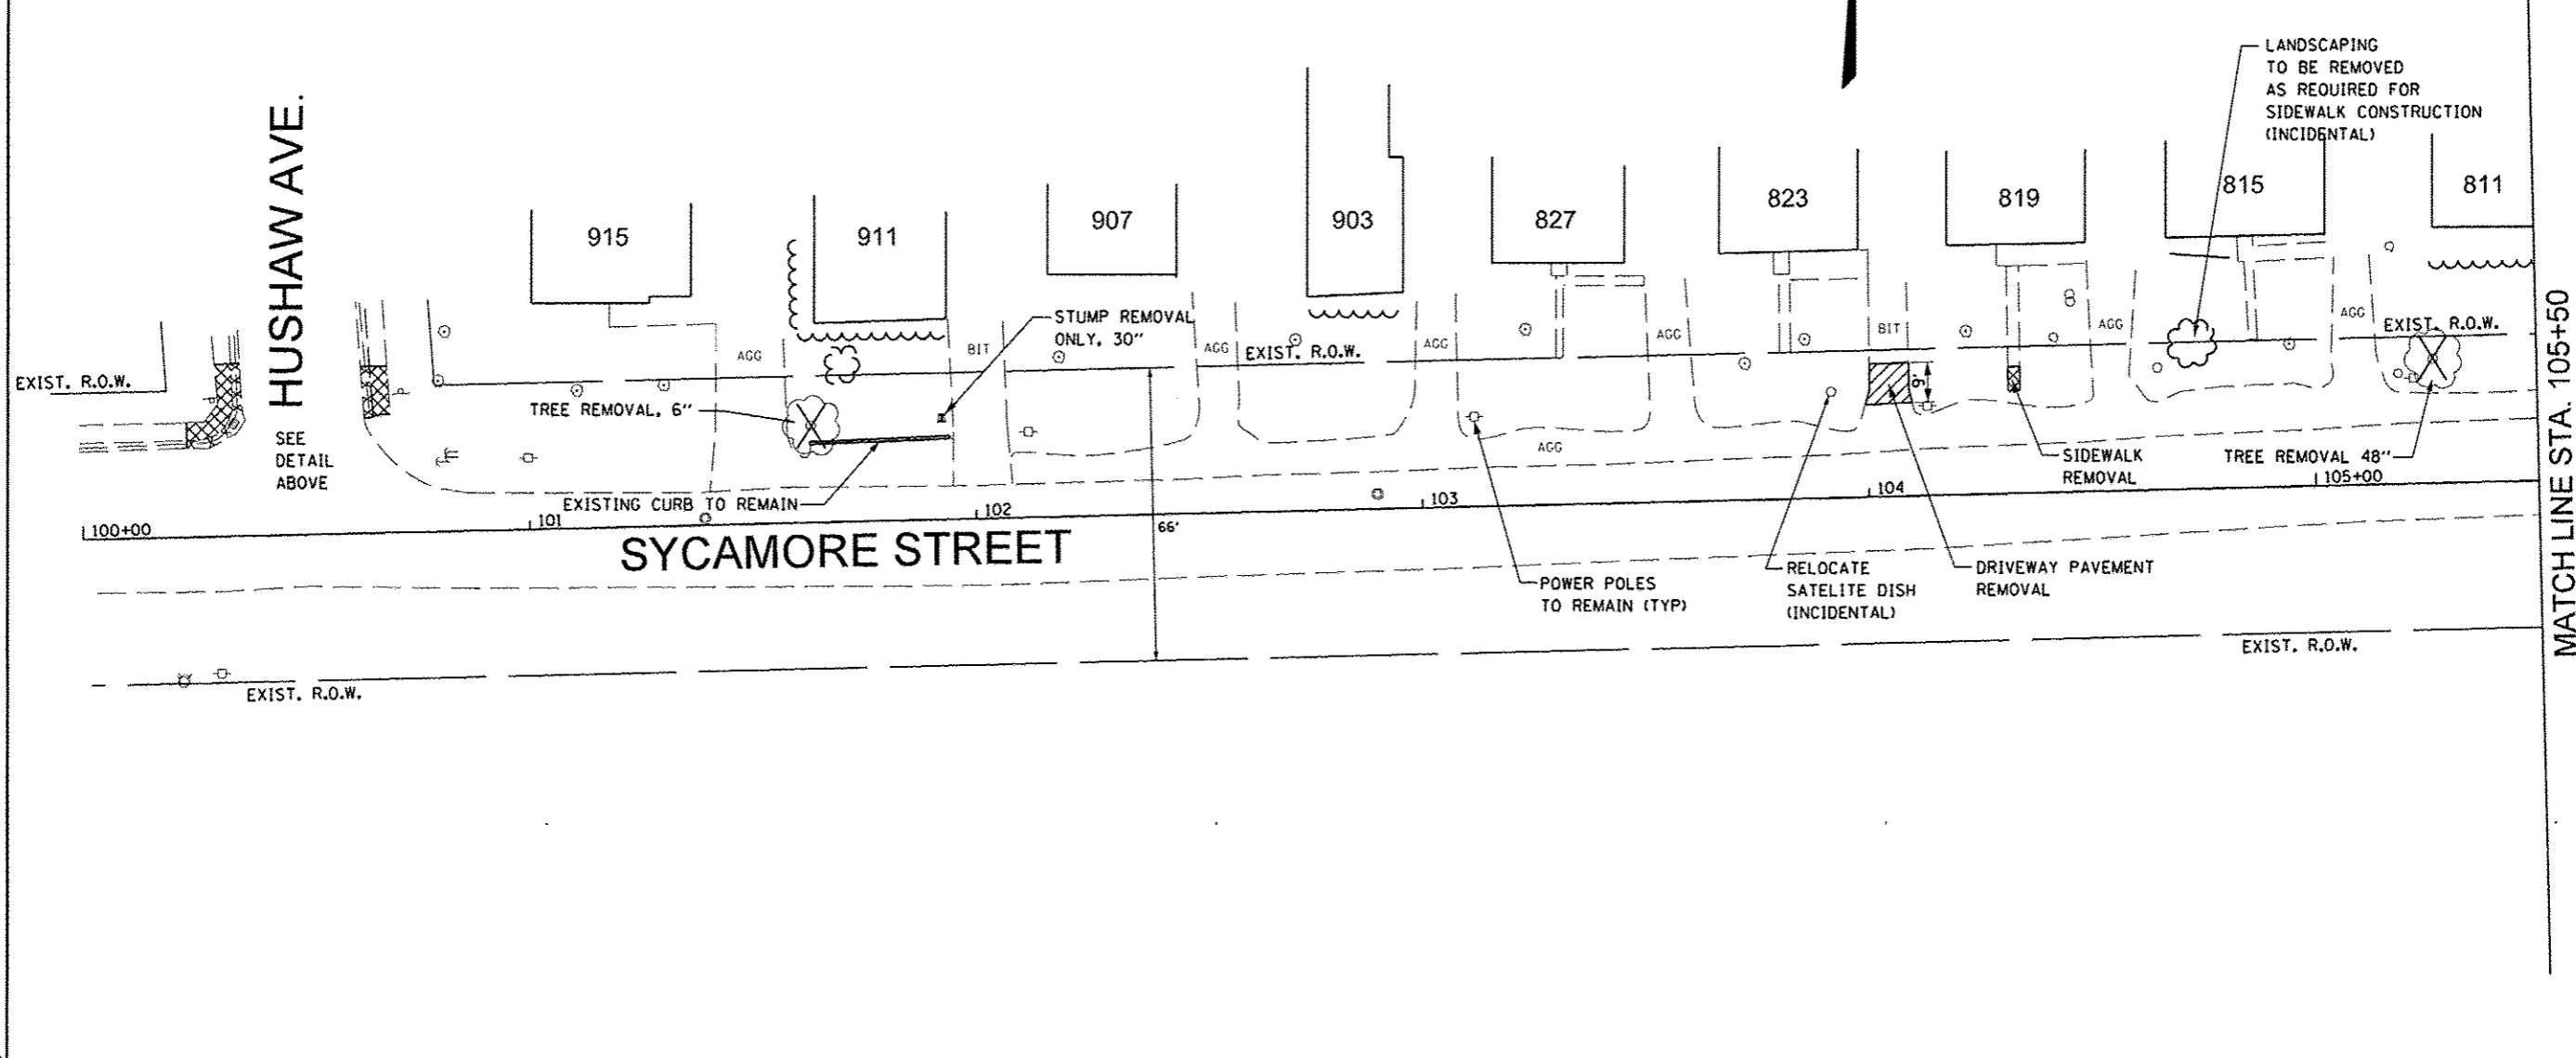 LANDSCAPING
TO BE REMOVED
AS REQUIRED FOR
SIDEWALK CONSTRUCTION
(INCIDENTAL)
HUSHAW AVE.
SEE
DETAIL
ABOVE
915
911
907
903
827
823
819
815
811
STUMP REMOVAL
ONLY, 30"
AGG
BIT
AGG
EXIST. R.O.W.
AGG
AGG
BIT
AGG
AGG
EXIST. R.O.W.
EXIST. R.O.W.
TREE REMOVAL, 6"
9'
AGG
SIDEWALK
REMOVAL
TREE REMOVAL 48"
EXISTING CURB TO REMAIN
100+00
101
102
103
104
105+00
66'
SYCAMORE STREET
POWER POLES
TO REMAIN (TYP)
RELOCATE
SATELITE DISH
(INCIDENTAL)
DRIVEWAY PAVEMENT
REMOVAL
EXIST. R.O.W.
EXIST. R.O.W.
MATCH LINE STA. 105+50